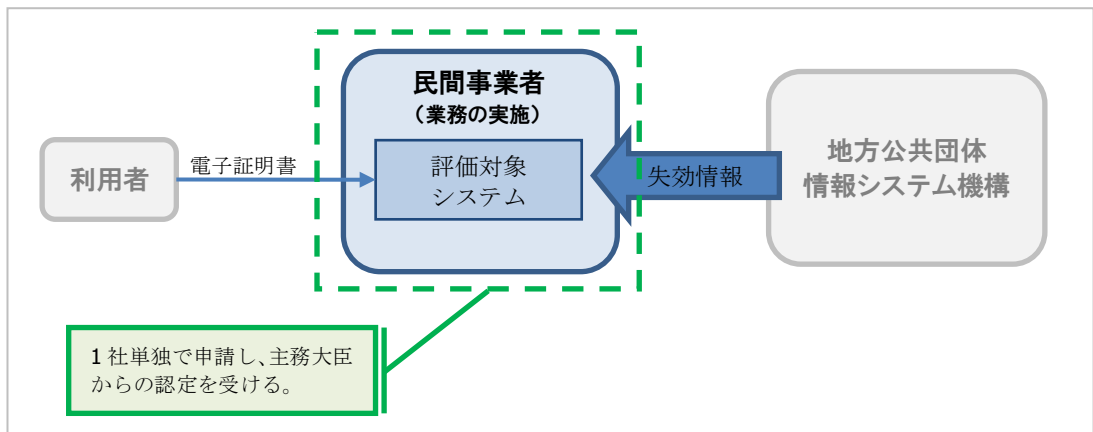 民間事業者
（業務の実施）
利用者
電子証明書
評価対象
システム
失効情報
地方公共団体
情報システム機構
1 社単独で申請し、主務大臣
からの認定を受ける。